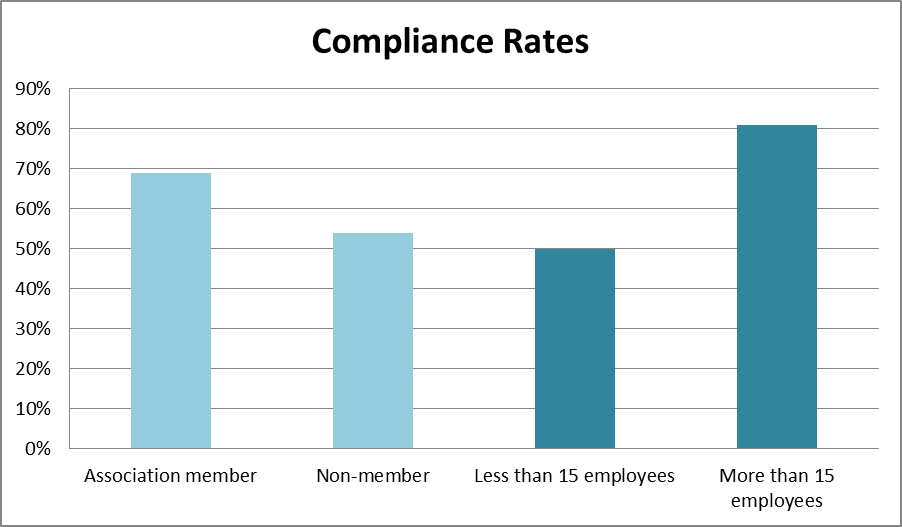 Compliance Rates
90%
80%
70%
60%
50%
40%
30%
20%
10%
0%
Association member
Non-member
Less than 15 employees
More than 15
employees